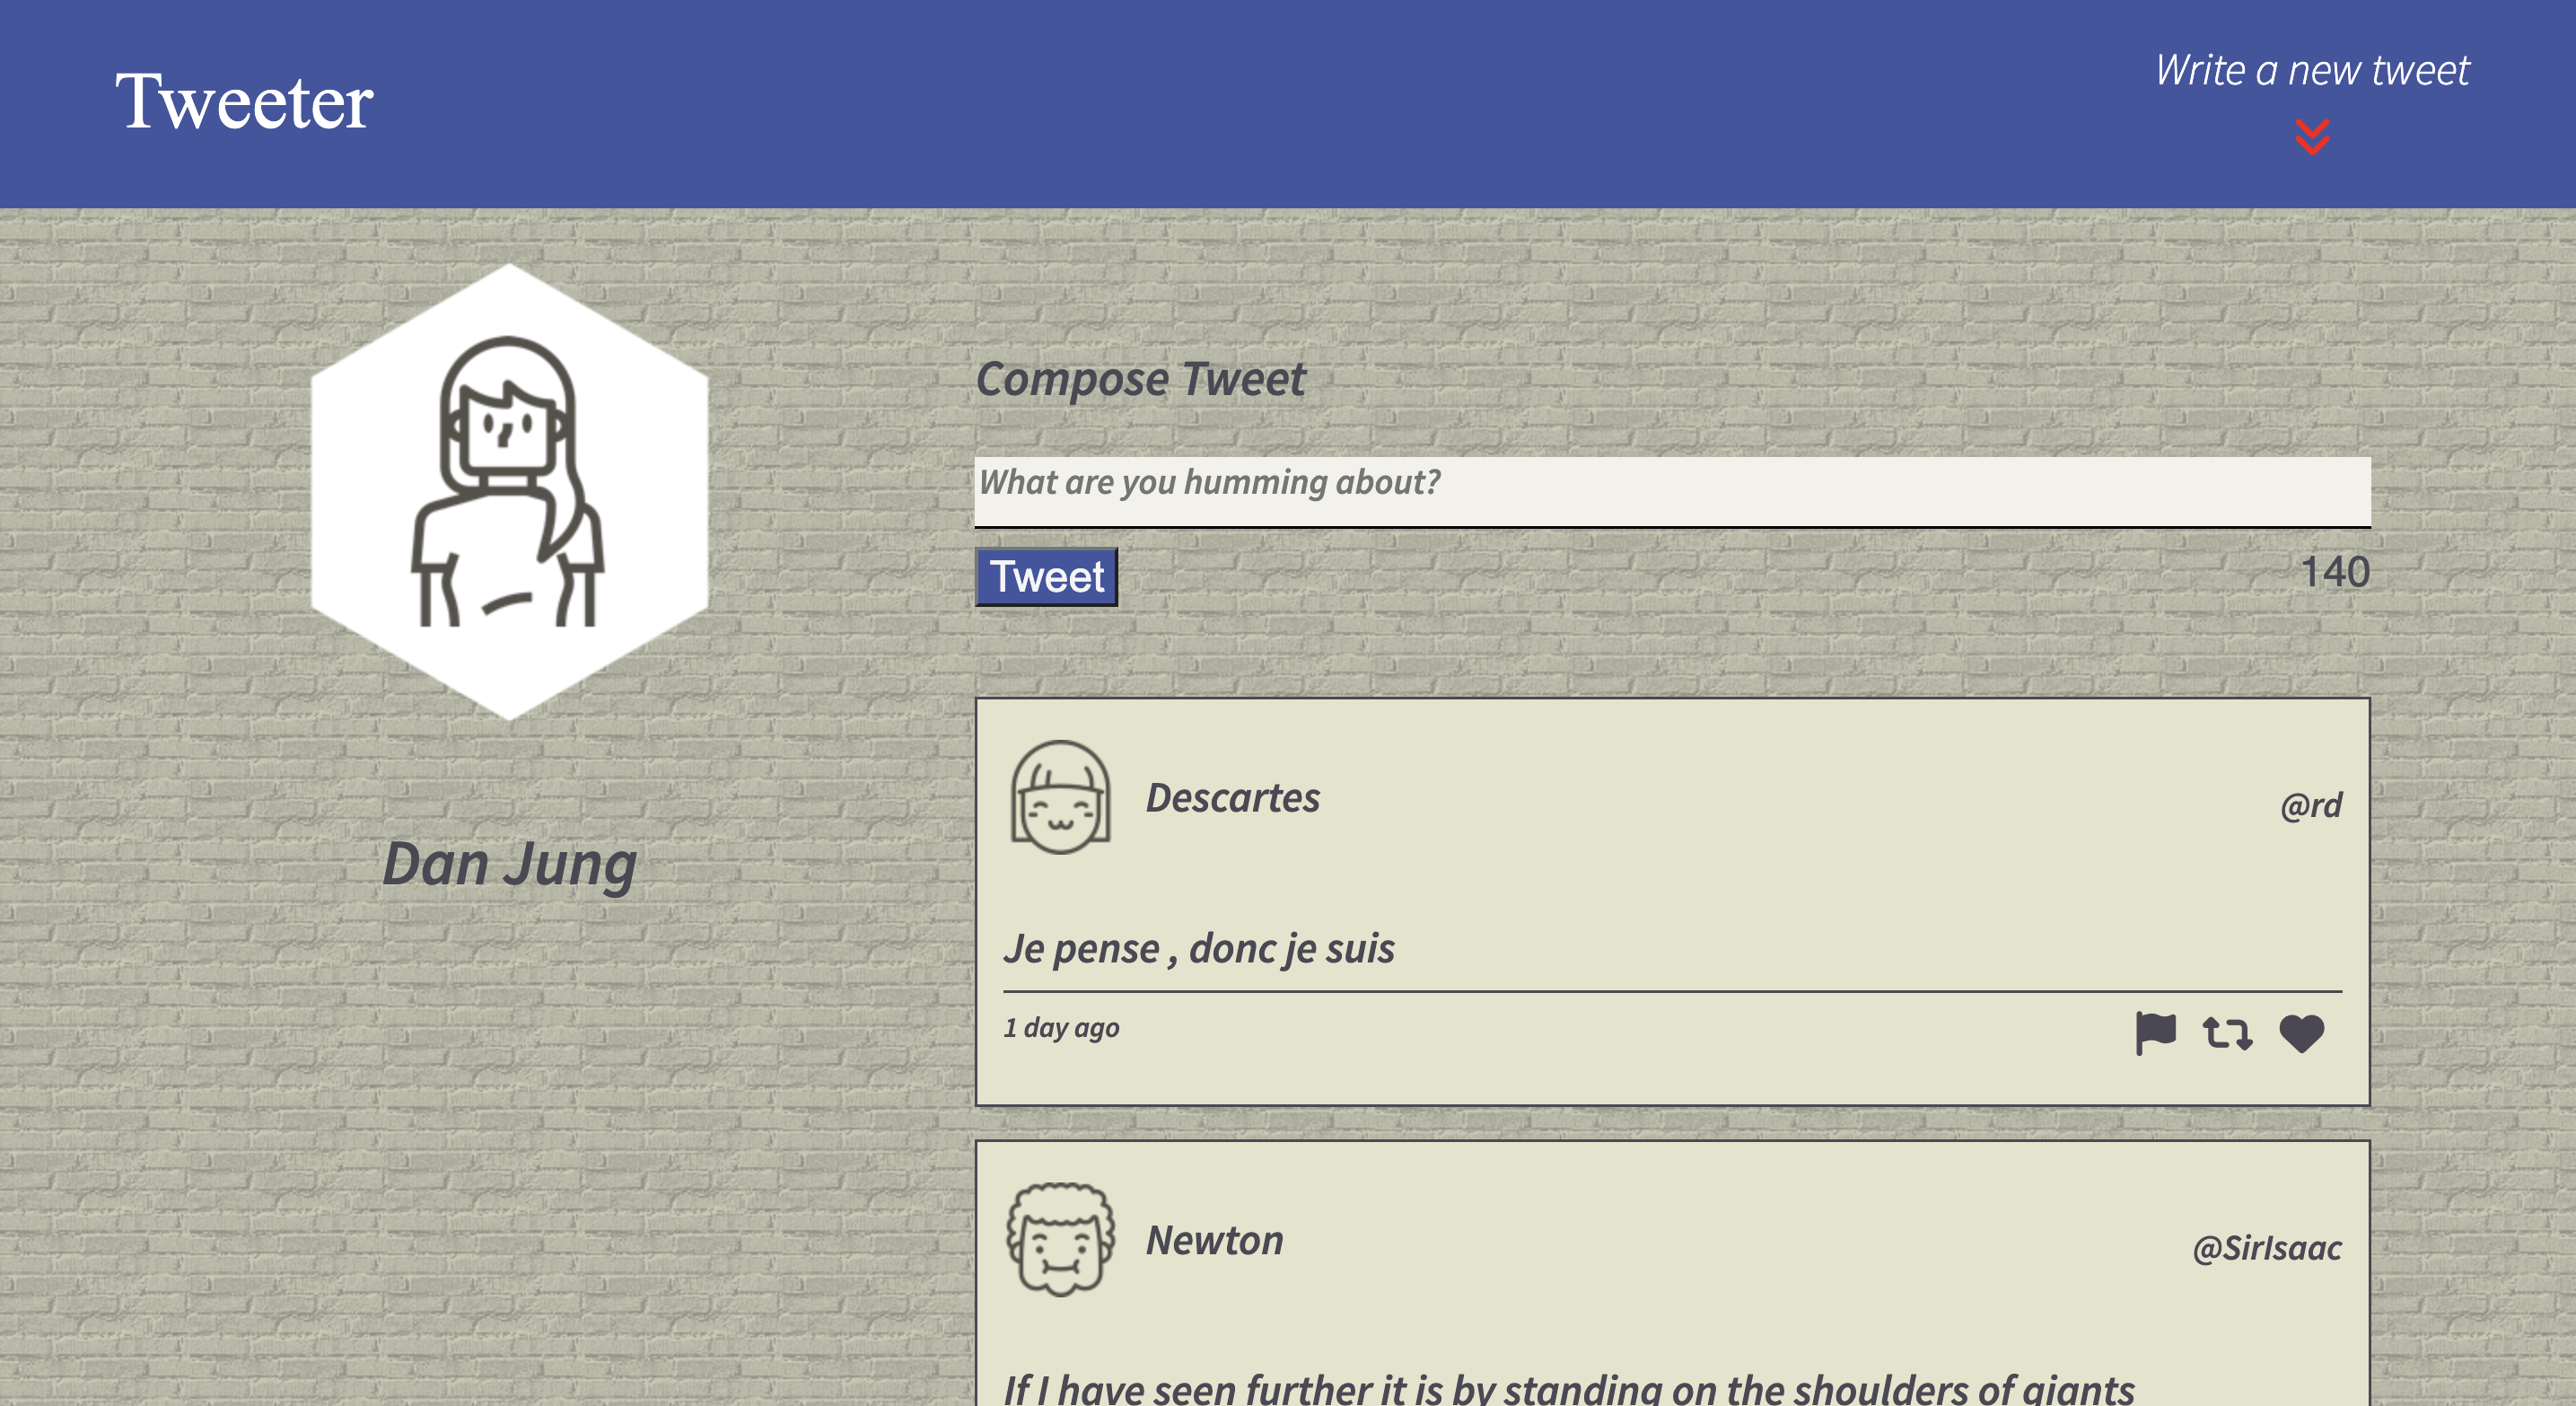 Tweeter
Write a new tweet
Dan Jung
Compose Tweet
What are you humming about?
Tweet
140
Descartes
@rd
Je pense , donc je suis
1 day ago
Newton
@SirIsaac
If I have seen further it is by standing on the shoulders of giants